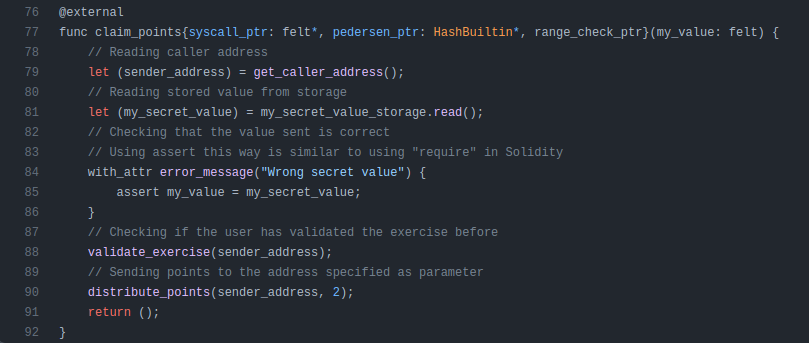 76 @external
77 func claim_points{syscall_ptr: felt*, pedersen_ptr: HashBuiltin*, range_check_ptr}(my_value: felt) {
78     // Reading caller address
79     let (sender_address) = get_caller_address();
80     // Reading stored value from storage
81     let (my_secret_value) = my_secret_value_storage.read();
82     // Checking that the value sent is correct
83     // Using assert this way is similar to using "require" in Solidity
84     with_attr error_message("Wrong secret value") {
85         assert my_value = my_secret_value;
86     }
87     // Checking if the user has validated the exercise before
88     validate_exercise(sender_address);
89     // Sending points to the address specified as parameter
90     distribute_points(sender_address, 2);
91     return ();
92 }